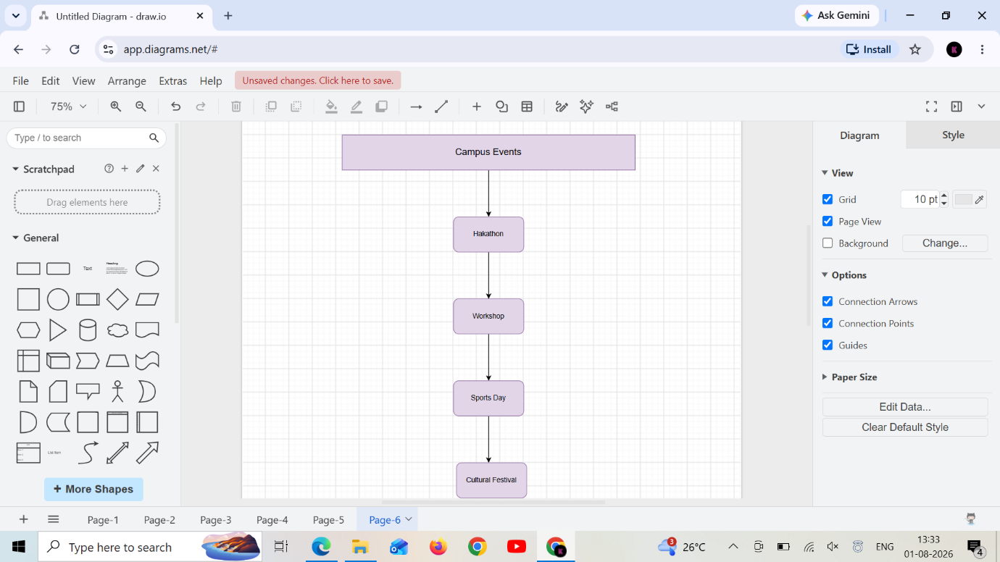 Untitled Diagram - draw.io
Ask Gemini
app.diagrams.net/#
Install
K
File Edit View Arrange Extras Help Unsaved changes. Click here to save.
75%
Type / to search
Scratchpad
Drag elements here
General
Text
Heading
List Item
+ More Shapes
Campus Events
Hakathon
Workshop
Sports Day
Cultural Festival
Diagram Style
View
Grid 10 pt
Page View
Background Change...
Options
Connection Arrows
Connection Points
Guides
Paper Size
Edit Data...
Clear Default Style
Page-1 Page-2 Page-3 Page-4 Page-5 Page-6
Type here to search
3
26°C
ENG
13:33
01-08-2026
4